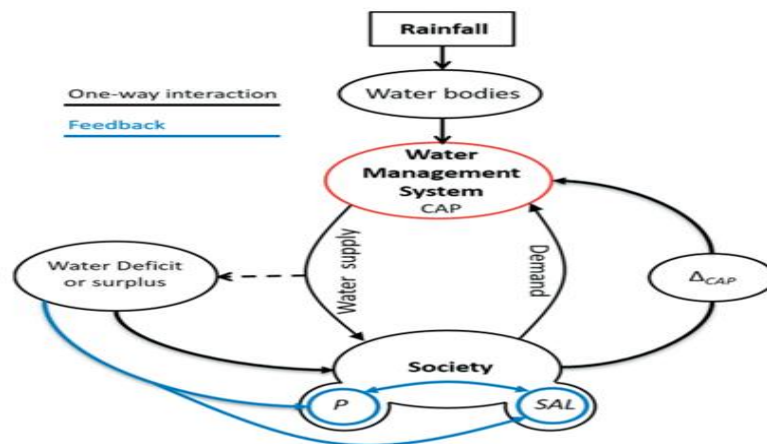 Rainfall
One-way interaction
Water bodies
Feedback
Water
Management
System
CAP
Water Deficit
or surplus
Water supply
Demand
Δ_CAP
Society
P
SAL